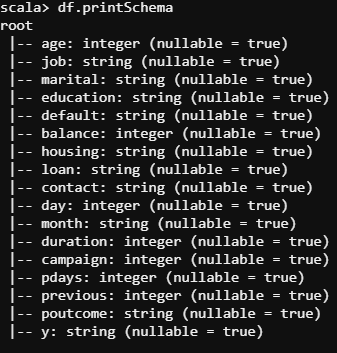 scala> df.printSchema
root
 |-- age: integer (nullable = true)
 |-- job: string (nullable = true)
 |-- marital: string (nullable = true)
 |-- education: string (nullable = true)
 |-- default: string (nullable = true)
 |-- balance: integer (nullable = true)
 |-- housing: string (nullable = true)
 |-- loan: string (nullable = true)
 |-- contact: string (nullable = true)
 |-- day: integer (nullable = true)
 |-- month: string (nullable = true)
 |-- duration: integer (nullable = true)
 |-- campaign: integer (nullable = true)
 |-- pdays: integer (nullable = true)
 |-- previous: integer (nullable = true)
 |-- poutcome: string (nullable = true)
 |-- y: string (nullable = true)